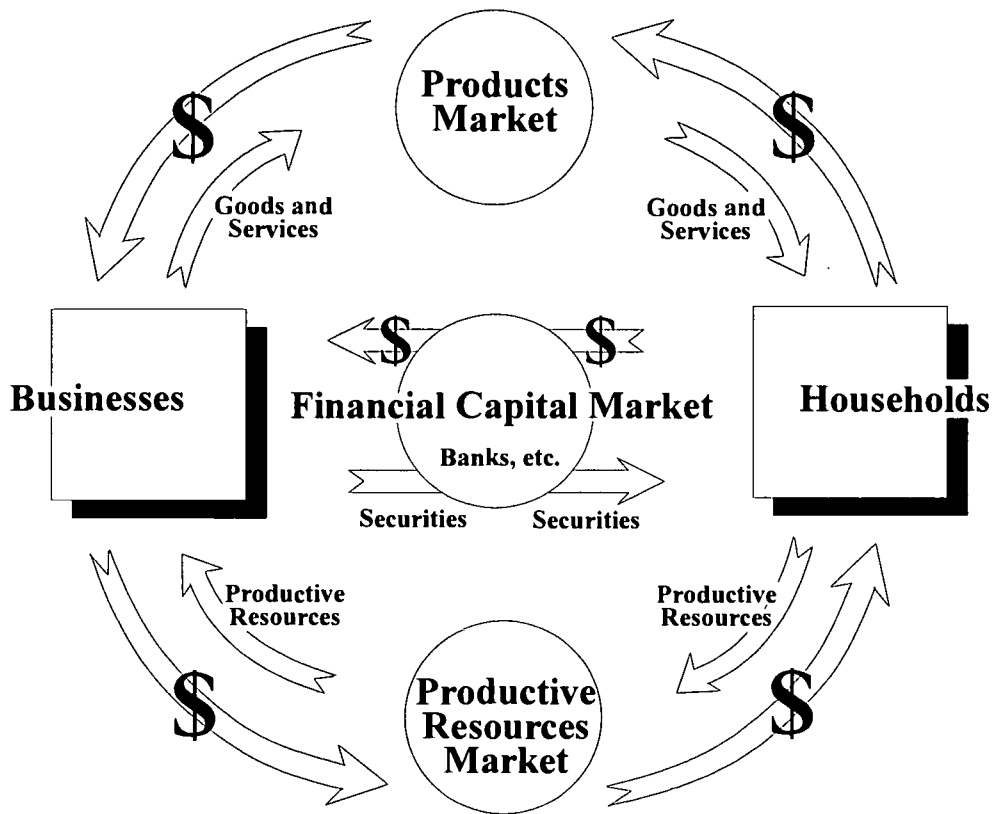 Products
Market
$
$
Goods and
Services
Goods and
Services
$
$
Businesses
Financial Capital Market
Households
Banks, etc.
Securities
Securities
Productive
Resources
Productive
Resources
$
$
Productive
Resources
Market